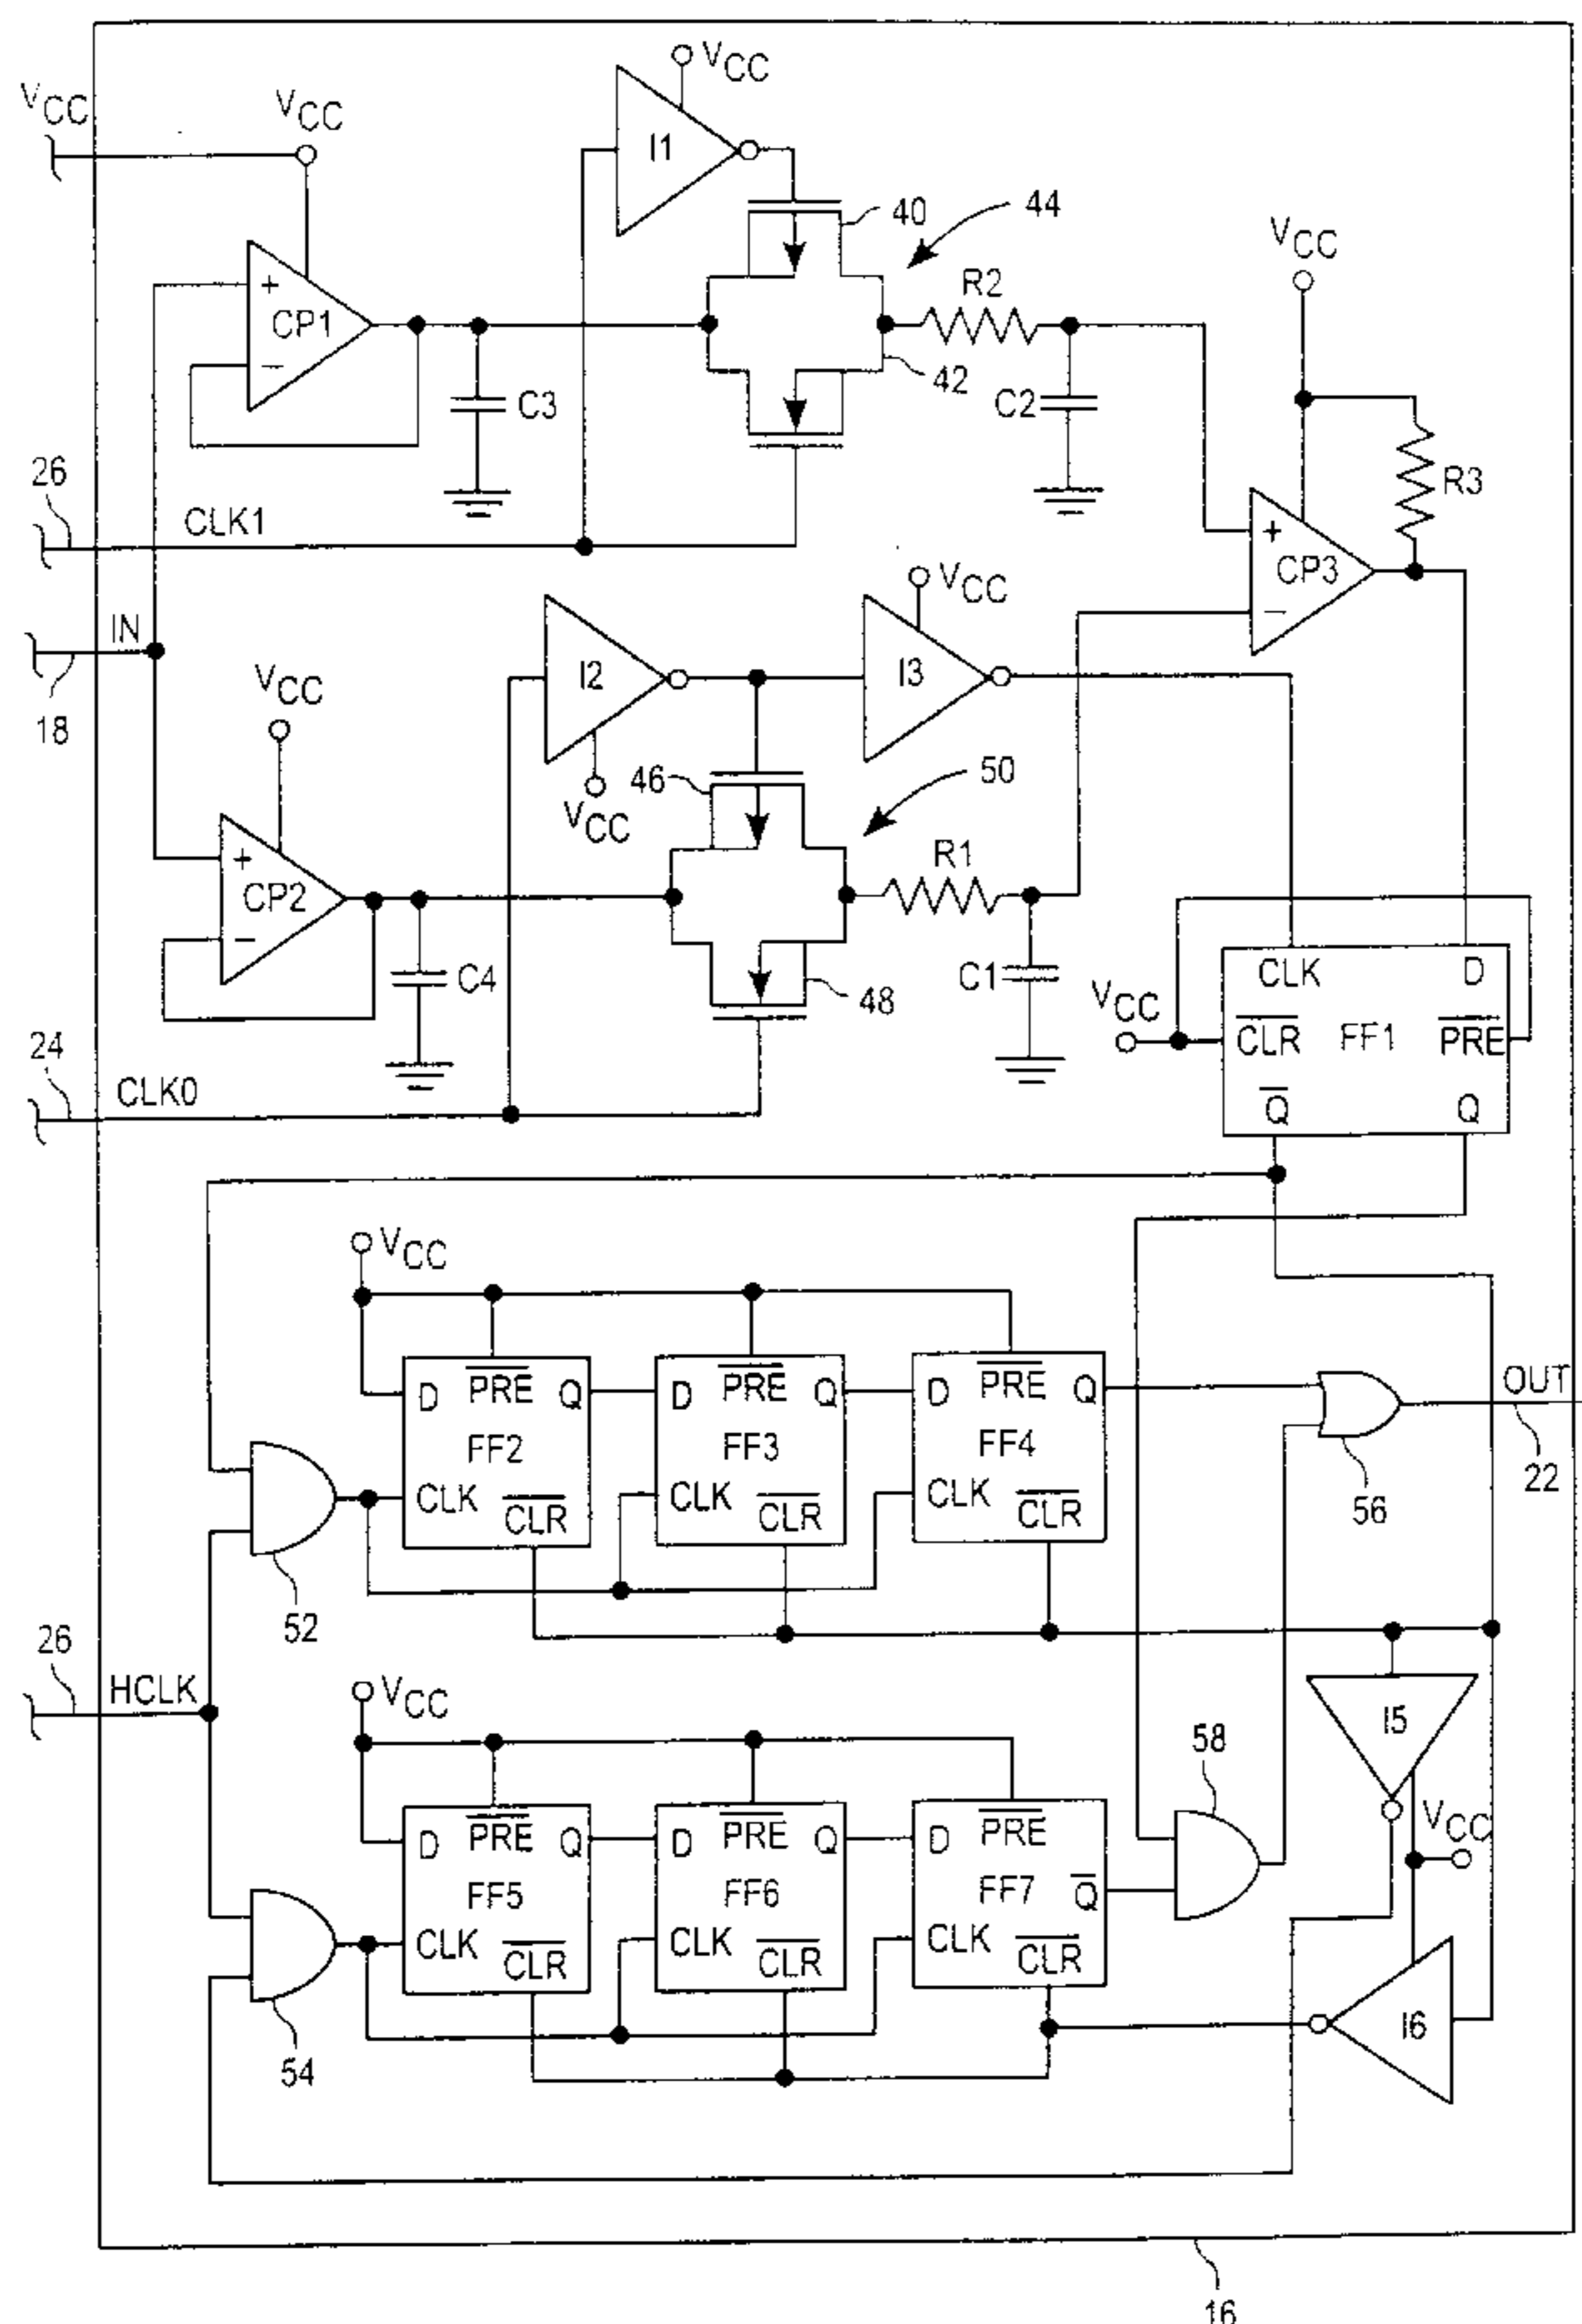 VCC
VCC
VCC
I1
40
44
VCC
+
CP1
−
C3
42
R2
C2
R3
26
CLK1
+
CP3
−
IN
18
VCC
I2
VCC
I3
VCC
46
50
+
CP2
−
C4
48
R1
C1
24
CLK0
VCC
CLK
D
CLR
FF1
PRE
Q
Q
VCC
D
PRE
Q
FF2
CLK
CLR
D
PRE
Q
FF3
CLK
CLR
D
PRE
Q
FF4
CLK
CLR
OUT
22
56
52
26
HCLK
VCC
I5
58
VCC
D
PRE
Q
FF5
CLK
CLR
D
PRE
Q
FF6
CLK
CLR
D
PRE
FF7
Q
CLK
CLR
54
I6
16